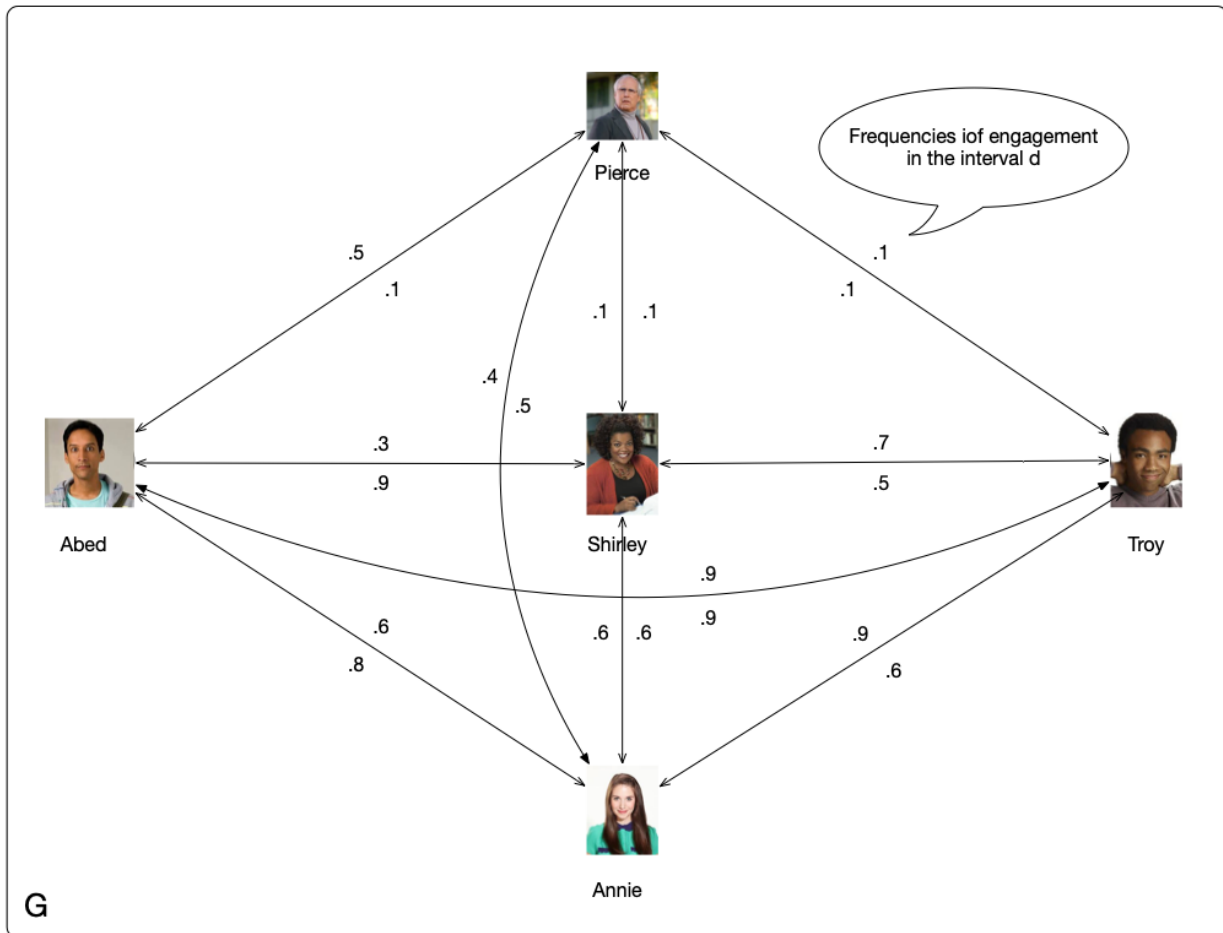 Frequencies iof engagement
in the interval d
Pierce
.5
.1
.1
.1
.1
.1
.4
.5
.3
.9
.7
.5
Abed
Shirley
Troy
.9
.9
.6
.8
.6
.6
.9
.6
Annie
G